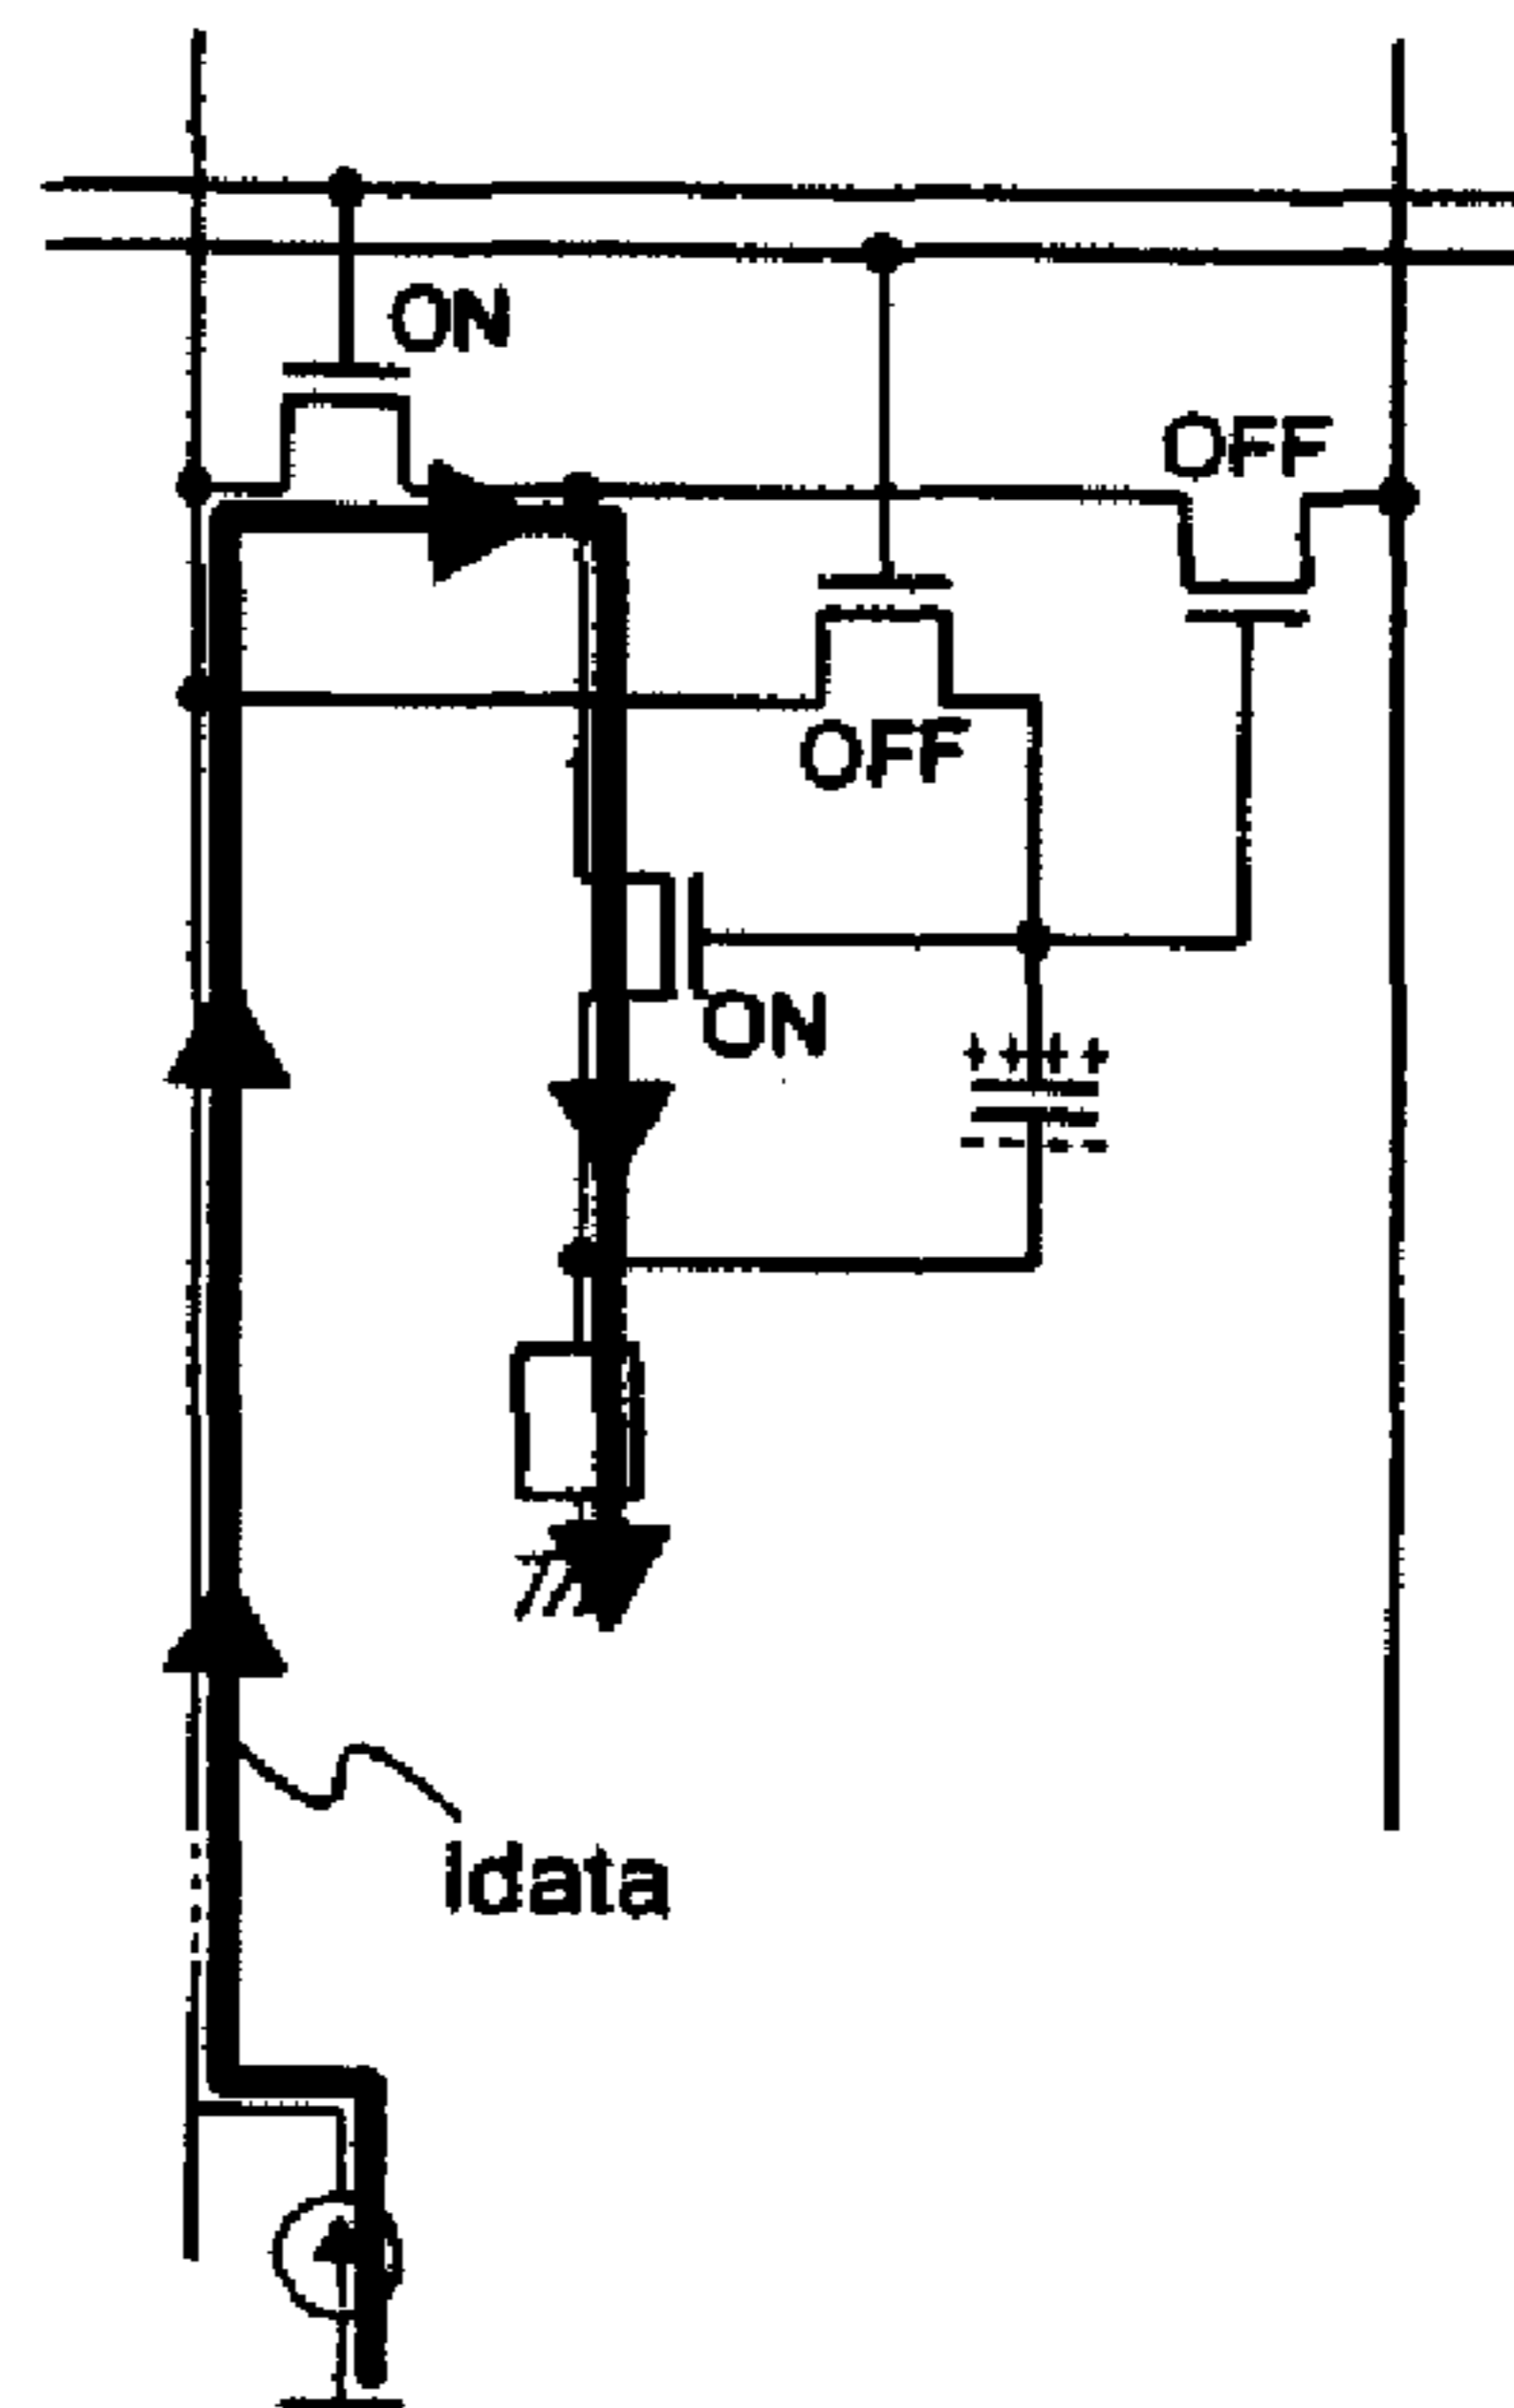 ON
OFF
OFF
ON
++++
----
Idata